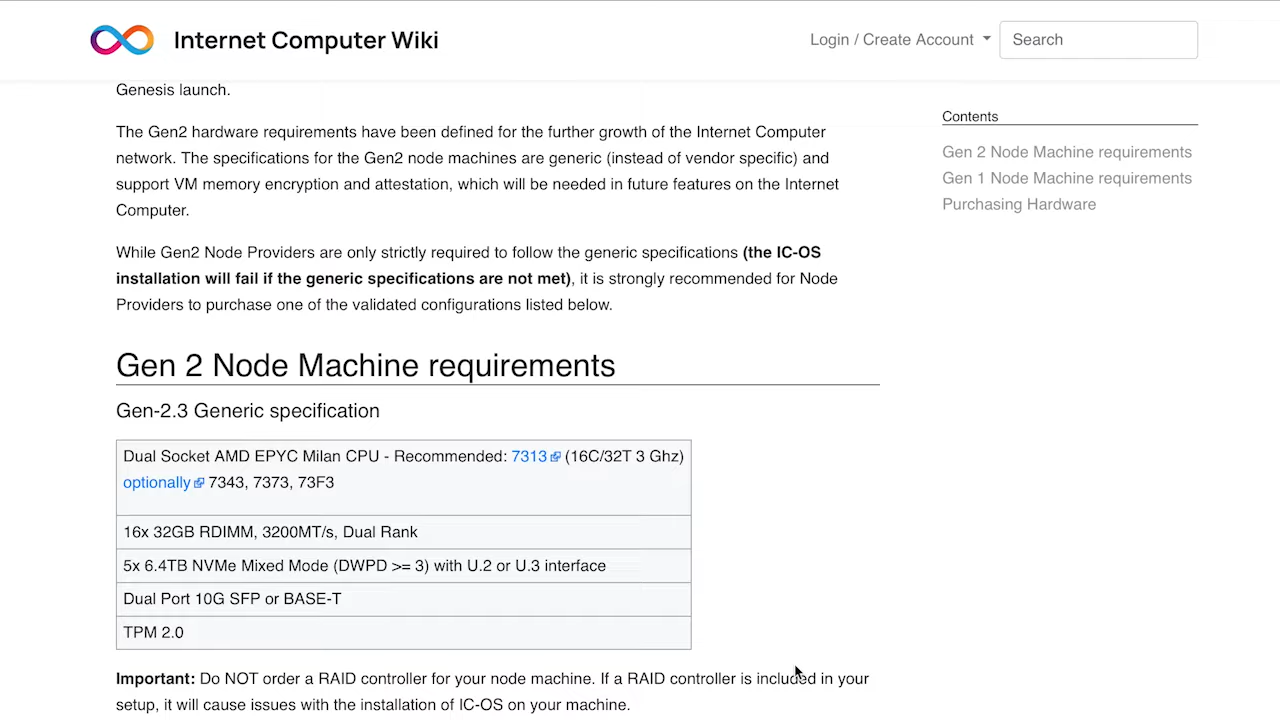 Internet Computer Wiki
Login / Create Account
Search
Genesis launch.
The Gen2 hardware requirements have been defined for the further growth of the Internet Computer
network. The specifications for the Gen2 node machines are generic (instead of vendor specific) and
support VM memory encryption and attestation, which will be needed in future features on the Internet
Computer.
While Gen2 Node Providers are only strictly required to follow the generic specifications (the IC-OS
installation will fail if the generic specifications are not met), it is strongly recommended for Node
Providers to purchase one of the validated configurations listed below.
Gen 2 Node Machine requirements
Gen-2.3 Generic specification
Dual Socket AMD EPYC Milan CPU - Recommended: 7313 (16C/32T 3 Ghz)
optionally 7343, 7373, 73F3
16x 32GB RDIMM, 3200MT/s, Dual Rank
5x 6.4TB NVMe Mixed Mode (DWPD >= 3) with U.2 or U.3 interface
Dual Port 10G SFP or BASE-T
TPM 2.0
Important: Do NOT order a RAID controller for your node machine. If a RAID controller is included in your
setup, it will cause issues with the installation of IC-OS on your machine.
Contents
Gen 2 Node Machine requirements
Gen 1 Node Machine requirements
Purchasing Hardware